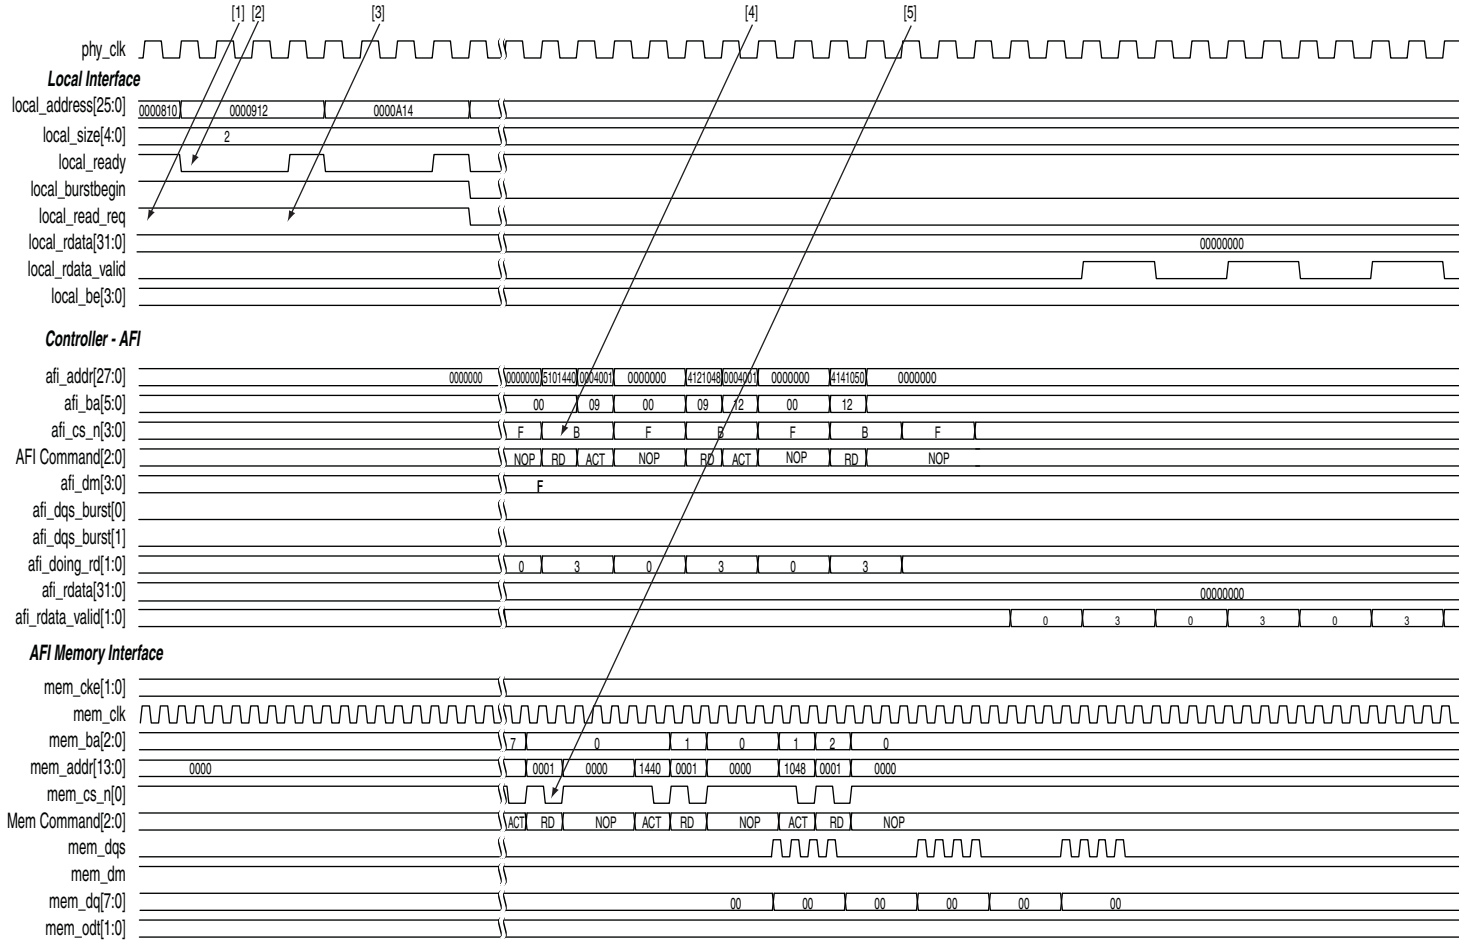 [1] [2] [3] [4] [5]
phy_clk
Local Interface
local_address[25:0] 0000810 0000912 0000A14
local_size[4:0] 2
local_ready
local_burstbegin
local_read_req
local_rdata[31:0] 00000000
local_rdata_valid
local_be[3:0]
Controller - AFI
afi_addr[27:0] 0000000 0000000 5101440 0004001 0000000 4121048 0004001 0000000 4141050 0000000
afi_ba[5:0] 00 09 00 09 12 00 12
afi_cs_n[3:0] F B F B F B F
AFI Command[2:0] NOP RD ACT NOP RD ACT NOP RD NOP
afi_dm[3:0] F
afi_dqs_burst[0]
afi_dqs_burst[1]
afi_doing_rd[1:0] 0 3 0 3 0 3
afi_rdata[31:0] 00000000
afi_rdata_valid[1:0] 0 3 0 3 0 3
AFI Memory Interface
mem_cke[1:0]
mem_clk
mem_ba[2:0] 7 0 1 0 1 2 0
mem_addr[13:0] 0000 0001 0000 1440 0001 0000 1048 0001 0000
mem_cs_n[0]
Mem Command[2:0] ACT RD NOP ACT RD NOP ACT RD NOP
mem_dqs
mem_dm
mem_dq[7:0] 00 00 00 00 00 00
mem_odt[1:0]